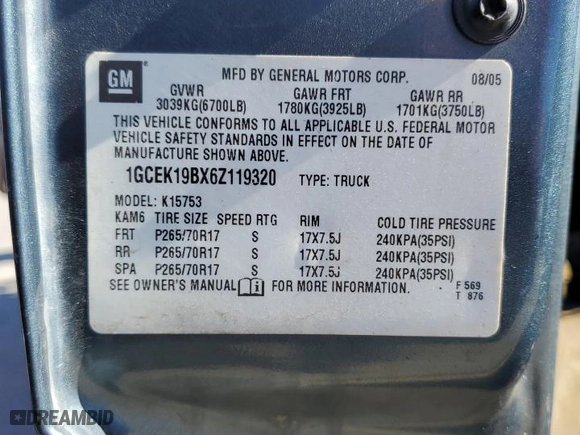 GM
MFD BY GENERAL MOTORS CORP. 08/05
GVWR GAWR FRT GAWR RR
3039KG(6700LB) 1780KG(3925LB) 1701KG(3750LB)
THIS VEHICLE CONFORMS TO ALL APPLICABLE U.S. FEDERAL MOTOR
VEHICLE SAFETY STANDARDS IN EFFECT ON THE DATE OF
MANUFACTURE SHOWN ABOVE.
1GCEK19BX6Z119320 TYPE: TRUCK
MODEL: K15753
KAM6 TIRE SIZE SPEED RTG RIM COLD TIRE PRESSURE
FRT P265/70R17 S 17X7.5J 240KPA(35PSI)
RR P265/70R17 S 17X7.5J 240KPA(35PSI)
SPA P265/70R17 S 17X7.5J 240KPA(35PSI)
SEE OWNER'S MANUAL i FOR MORE INFORMATION. F 569
T 876
DREAMBID